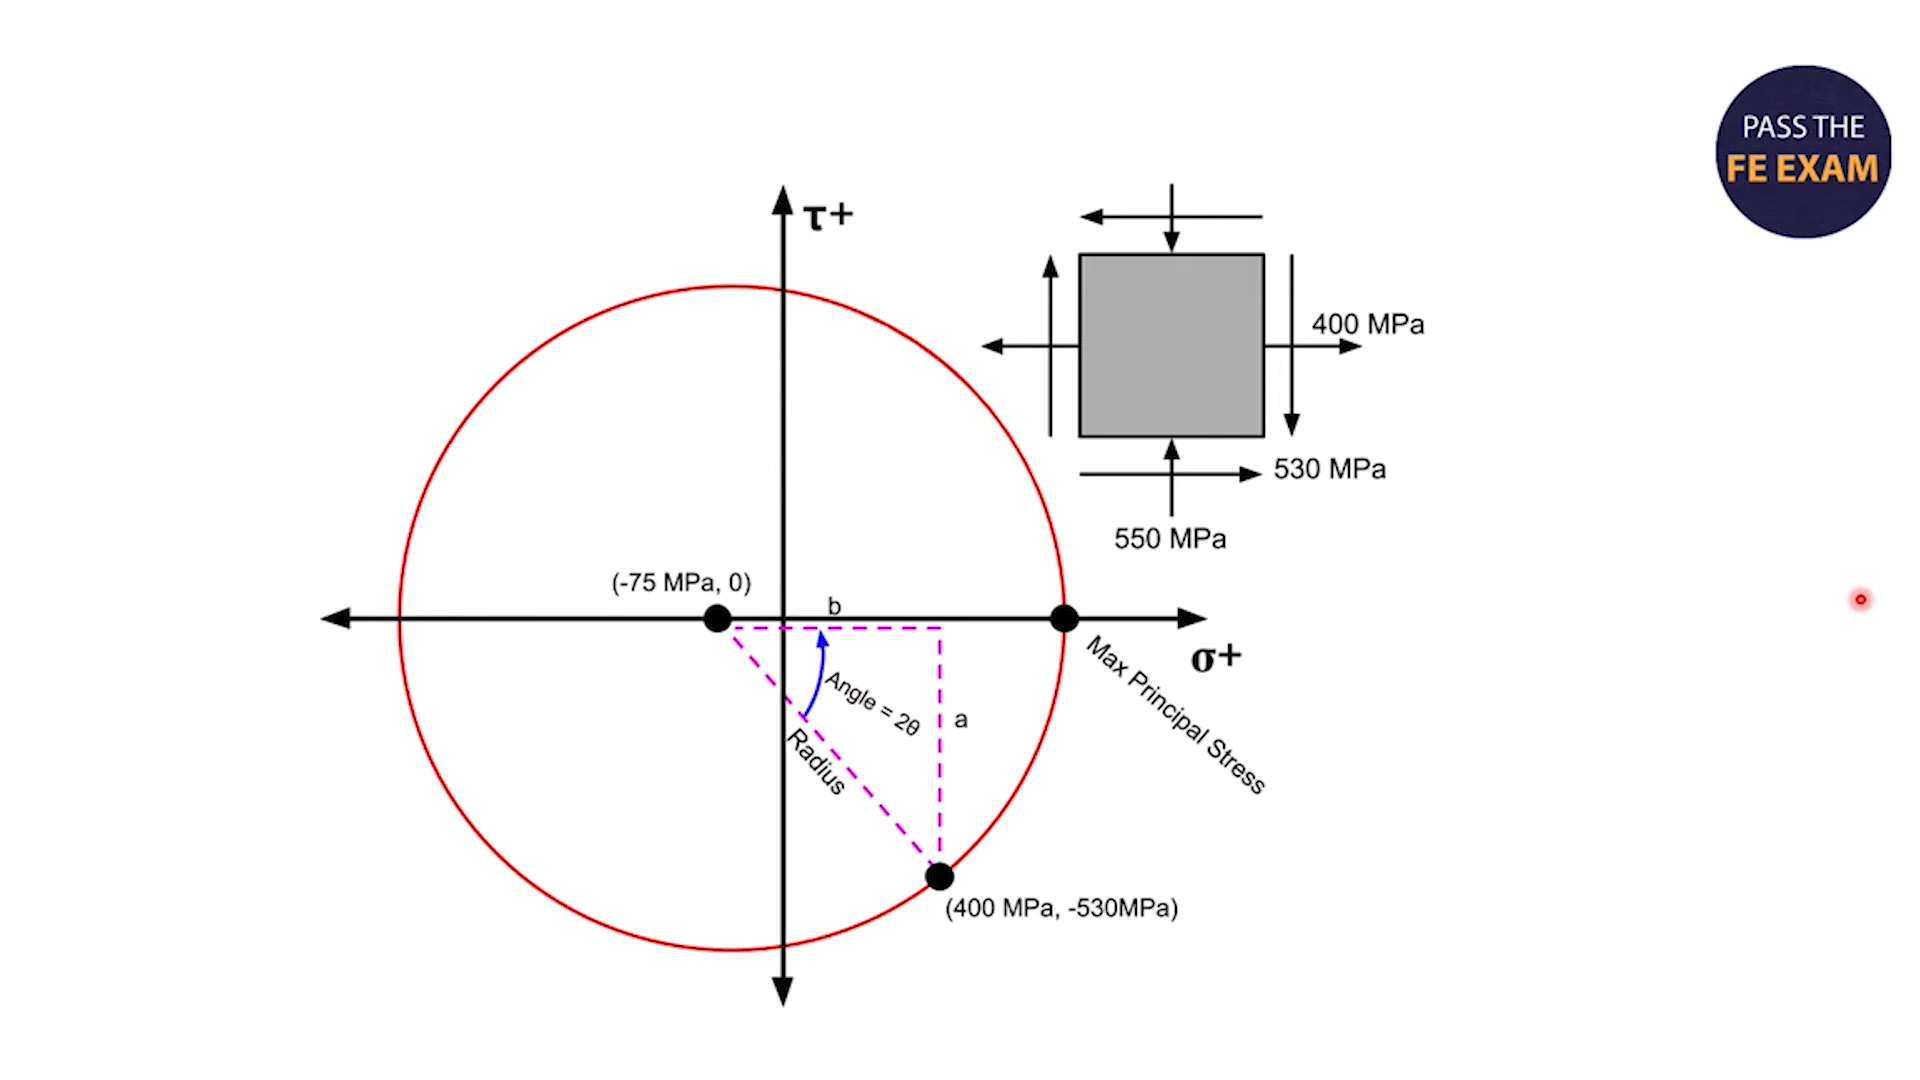 PASS THE
FE EXAM
τ+
400 MPa
530 MPa
550 MPa
(-75 MPa, 0)
b
σ+
Max Principal Stress
Angle = 2θ
a
Radius
(400 MPa, -530MPa)